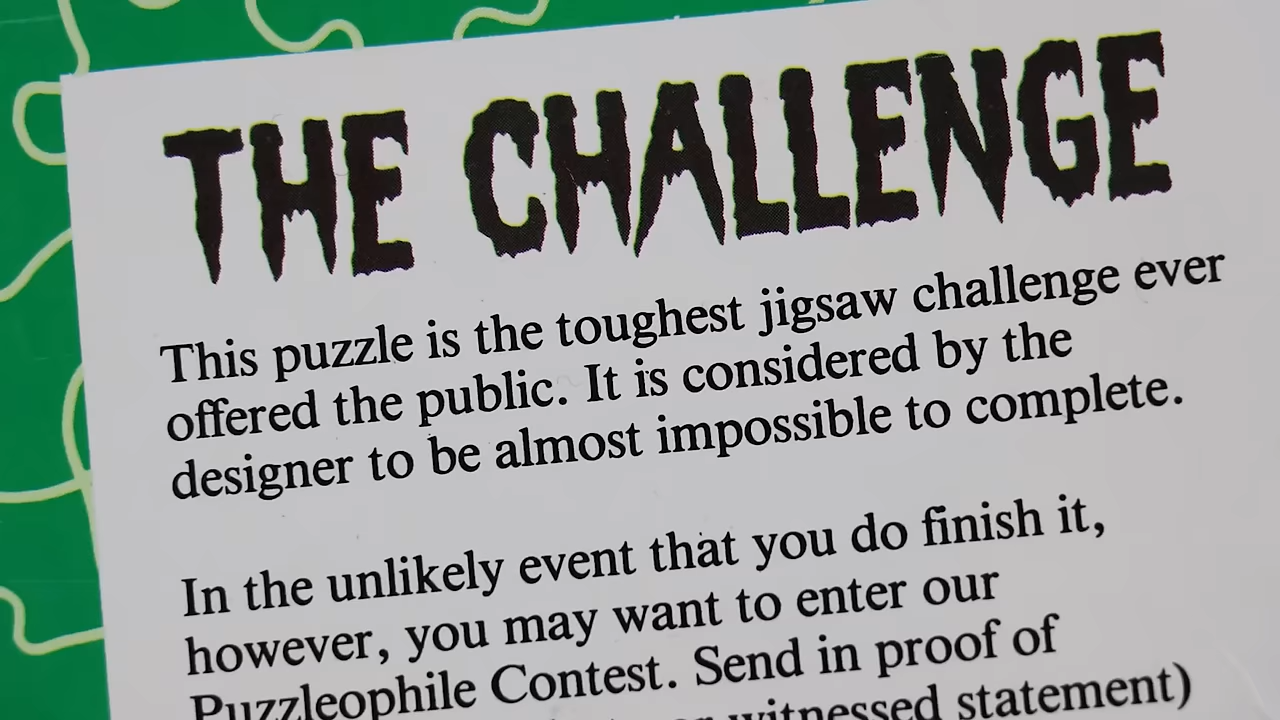 THE CHALLENGE
This puzzle is the toughest jigsaw challenge ever
offered the public. It is considered by the
designer to be almost impossible to complete.
In the unlikely event that you do finish it,
however, you may want to enter our
Puzzleophile Contest. Send in proof of
witnessed statement)